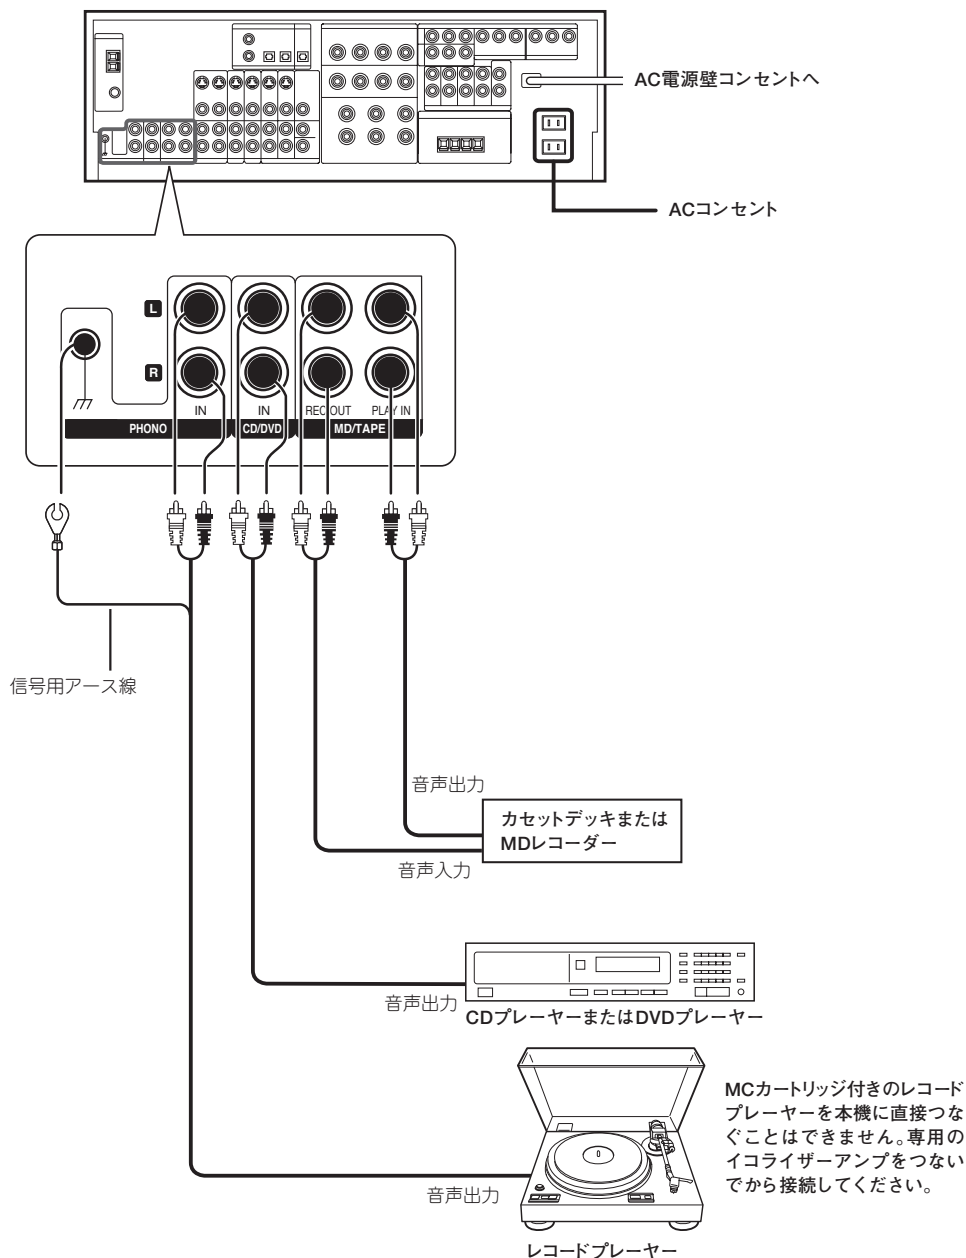 AC電源壁コンセントへ
ACコンセント
L
R
IN
IN
REC OUT
PLAY IN
PHONO
CD/DVD
MD/TAPE
信号用アース線
音声出力
カセットデッキまたは
MDレコーダー
音声入力
音声出力
CDプレーヤーまたはDVDプレーヤー
MCカートリッジ付きのレコード
プレーヤーを本機に直接つな
ぐことはできません。専用の
イコライザーアンプをつない
でから接続してください。
音声出力
レコードプレーヤー